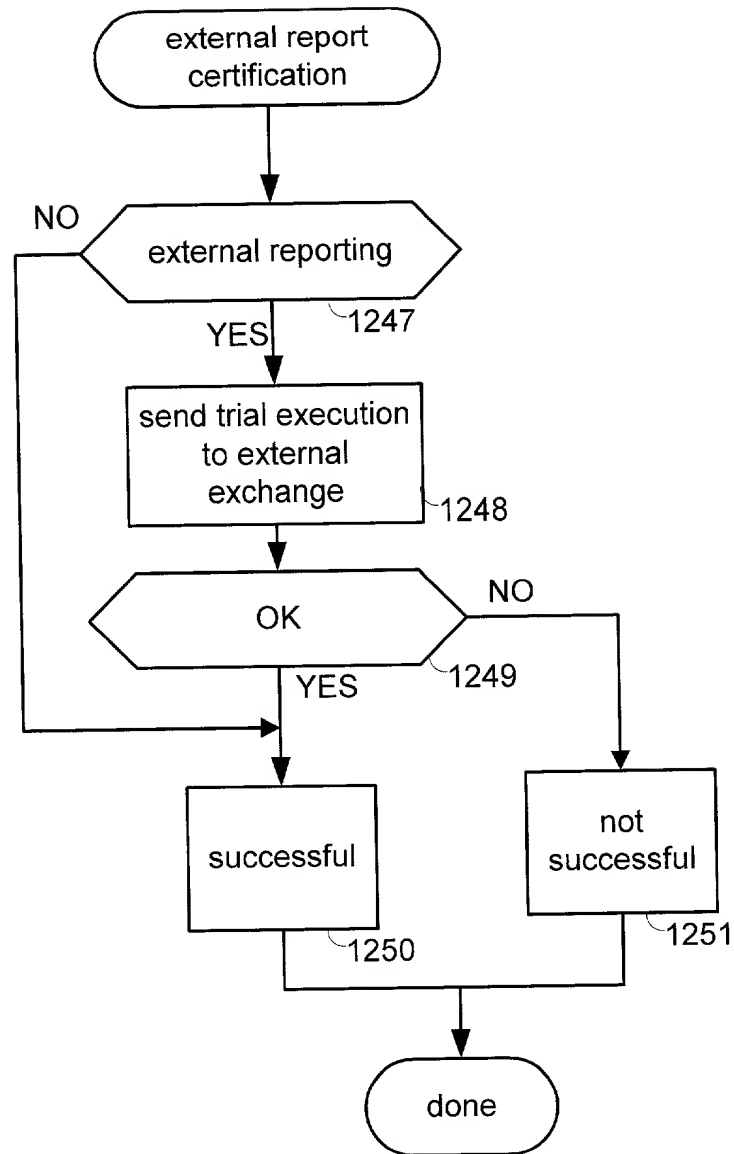 external report
certification
NO
external reporting
1247
YES
send trial execution
to external
exchange
1248
OK
NO
1249
YES
successful
1250
not
successful
1251
done